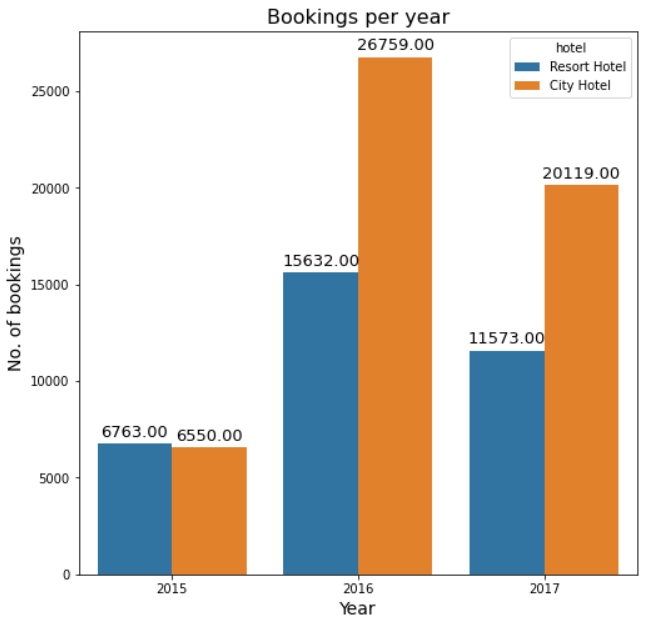 Bookings per year
26759.00
hotel
Resort Hotel
City Hotel
25000
20119.00
20000
15632.00
15000
11573.00
10000
6763.00
6550.00
5000
0
No. of bookings
2015
2016
2017
Year